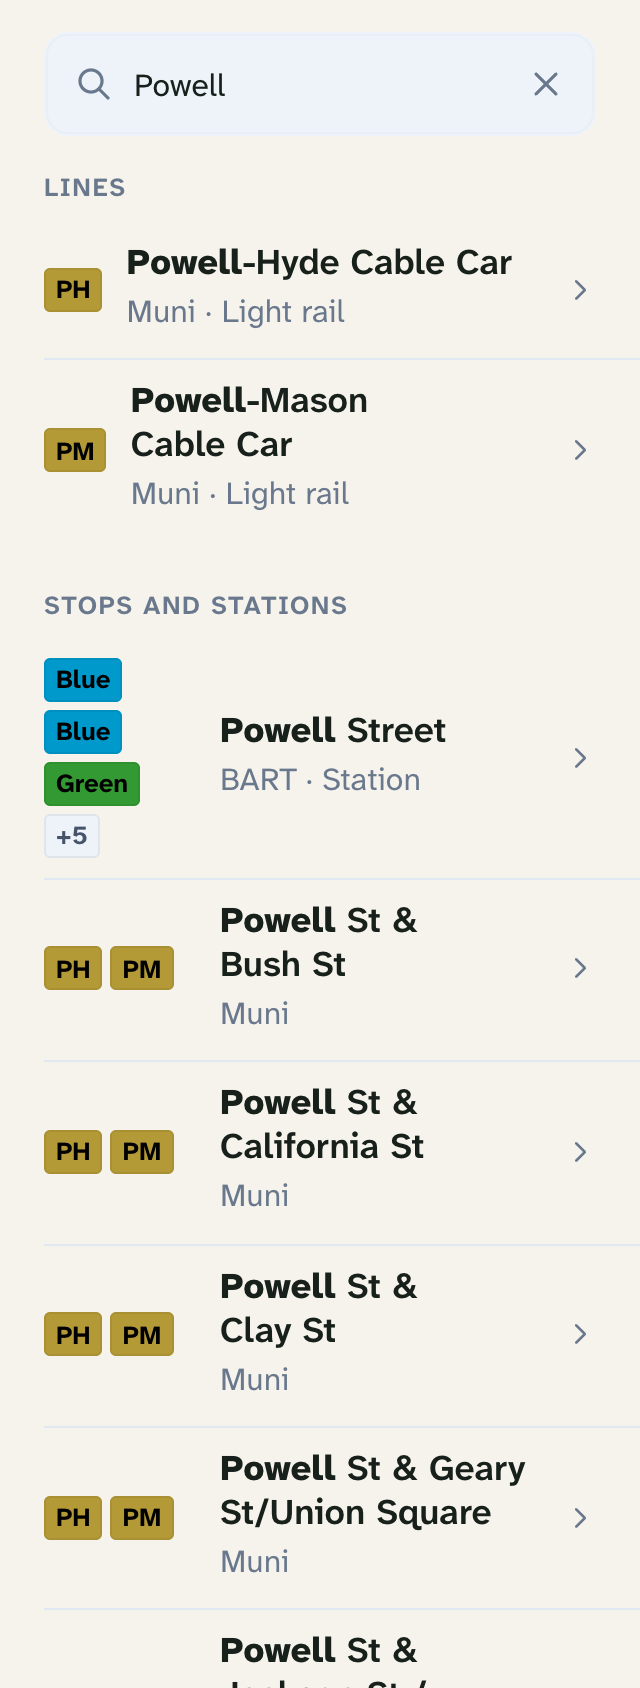 Powell
LINES
PH
Powell-Hyde Cable Car
Muni · Light rail
PM
Powell-Mason
Cable Car
Muni · Light rail
STOPS AND STATIONS
Blue
Blue
Green
+5
Powell Street
BART · Station
PH PM
Powell St &
Bush St
Muni
PH PM
Powell St &
California St
Muni
PH PM
Powell St &
Clay St
Muni
PH PM
Powell St & Geary
St/Union Square
Muni
Powell St &